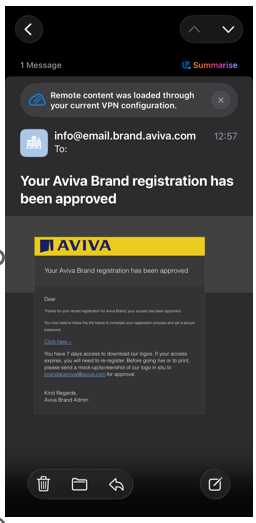 1 Message
Summarise
Remote content was loaded through
your current VPN configuration.
info@email.brand.aviva.com 12:57
To:
Your Aviva Brand registration has
been approved
AVIVA
Your Aviva Brand registration has been approved
Dear
Thanks for your recent registration for Aviva Brand, your access has been approved.
You now need to follow the link below to complete your registration process and set a secure
password:
Click here »
You have 7 days access to download our logos. If your access
expires, you will need to re-register. Before going live or to print,
please send a mock-up/screenshot of our logo in situ to
brandapproval@aviva.com for approval.
Kind Regards,
Aviva Brand Admin